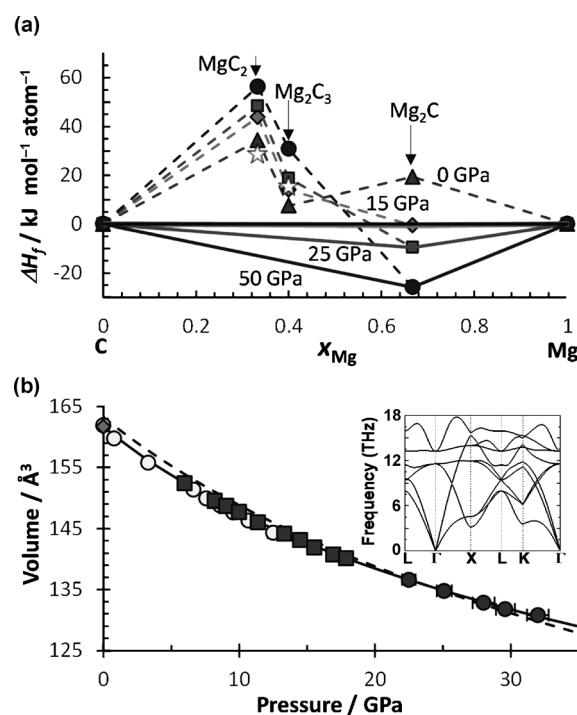 (a)
MgC₂
Mg₂C₃
Mg₂C
60
40
20
0
-20
ΔHf / kJ mol⁻¹ atom⁻¹
0 GPa
15 GPa
25 GPa
50 GPa
0 0.2 0.4 0.6 0.8 1
C xMg Mg
(b)
165
155
145
135
125
Volume / Å³
18
12
6
0
Frequency (THz)
L Γ X L K Γ
0 10 20 30
Pressure / GPa